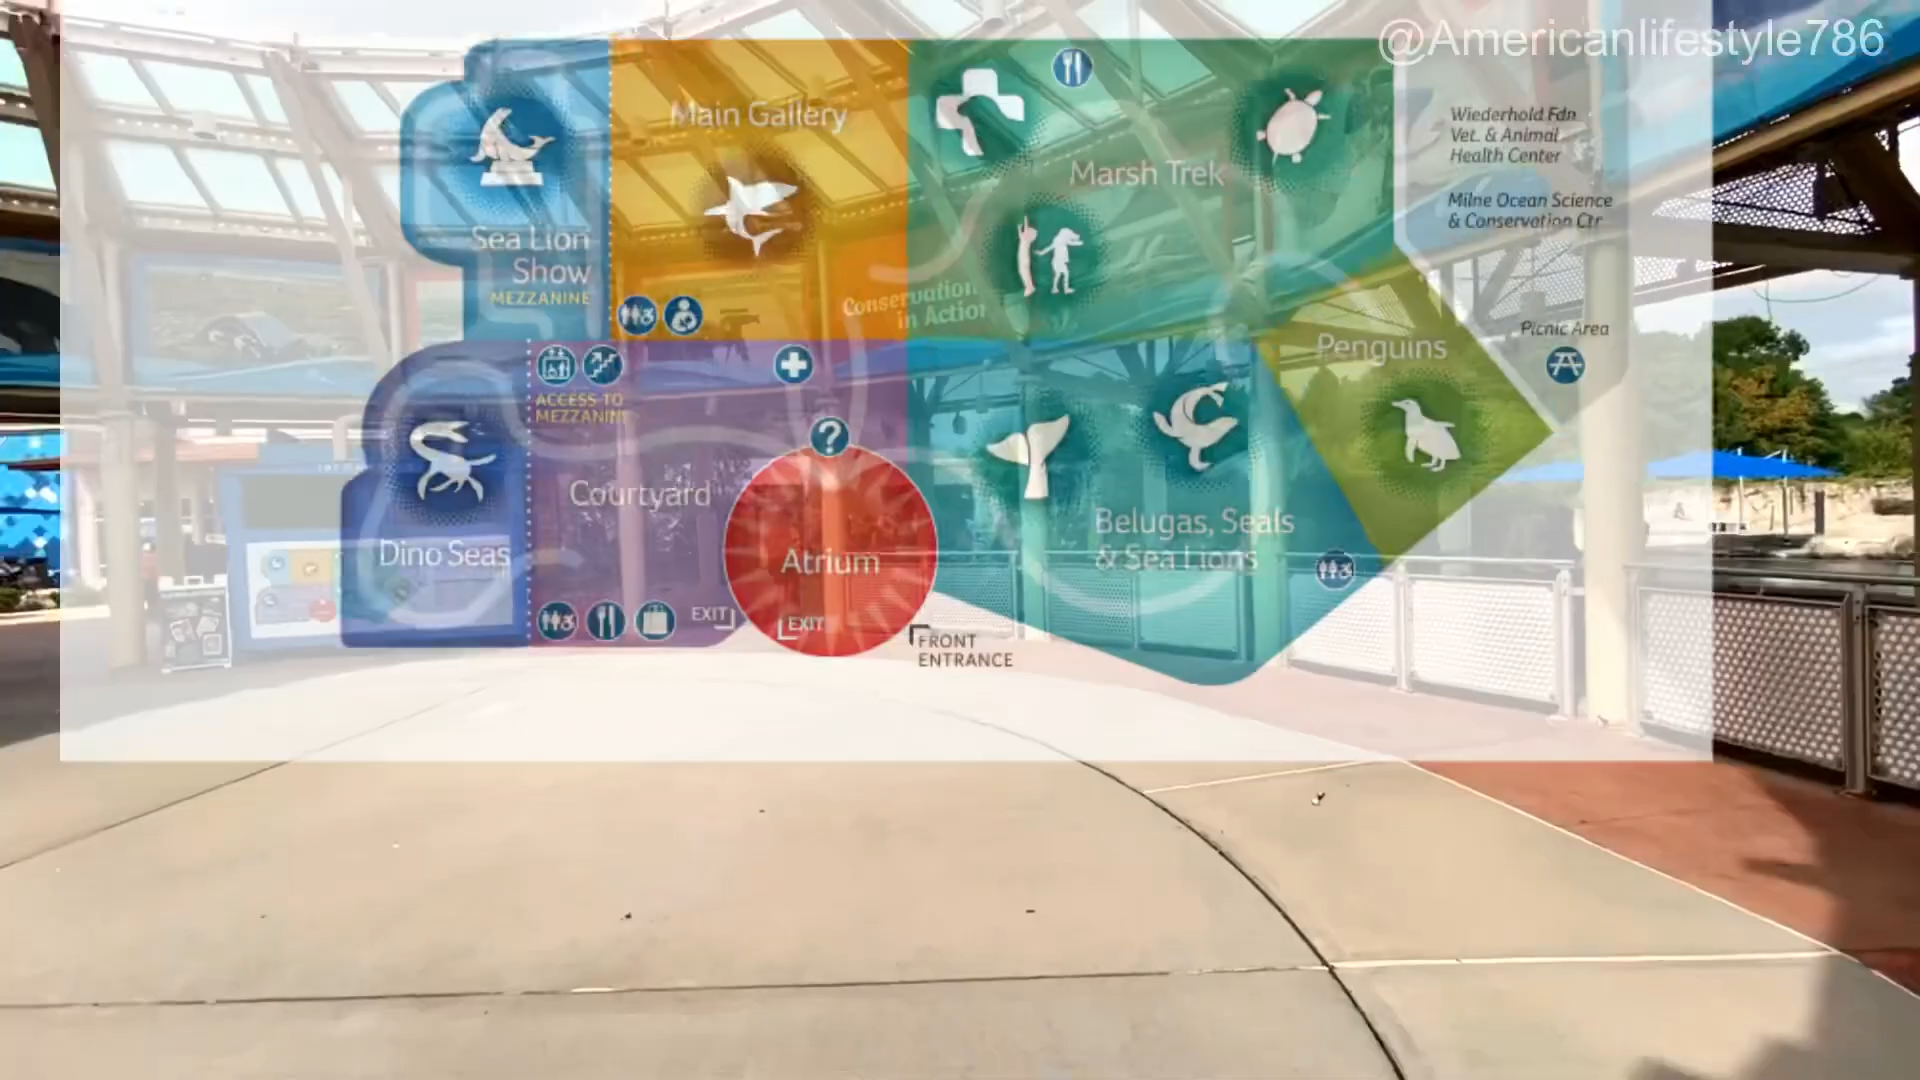 @Americanlifestyle786
Main Gallery
Wiederhold Fdn
Vet. & Animal
Health Center
Marsh Trek
Milne Ocean Science
& Conservation Ctr
Sea Lion
Show
MEZZANINE
Conservation
in Action
Picnic Area
Penguins
ACCESS TO
MEZZANINE
?
Courtyard
Belugas, Seals
& Sea Lions
Dino Seas
Atrium
EXIT
EXIT
FRONT
ENTRANCE